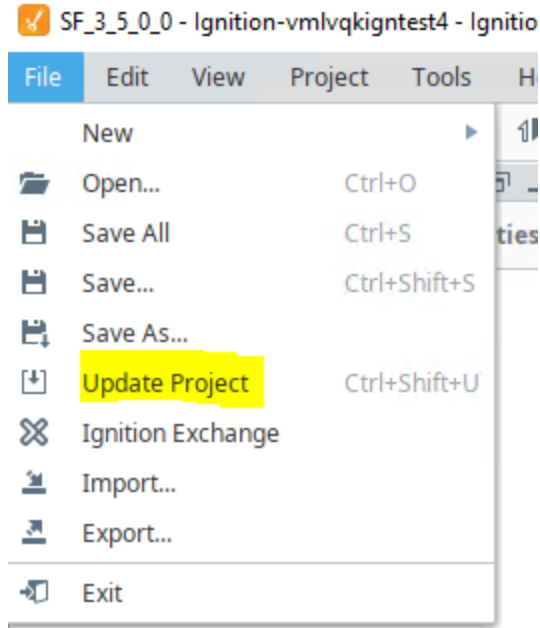 SF_3_5_0_0 - Ignition-vmlvqkigntest4 - Ignitio
File Edit View Project Tools
New
Open... Ctrl+O
Save All Ctrl+S
ties
Save... Ctrl+Shift+S
Save As...
Update Project Ctrl+Shift+U
Ignition Exchange
Import...
Export...
Exit